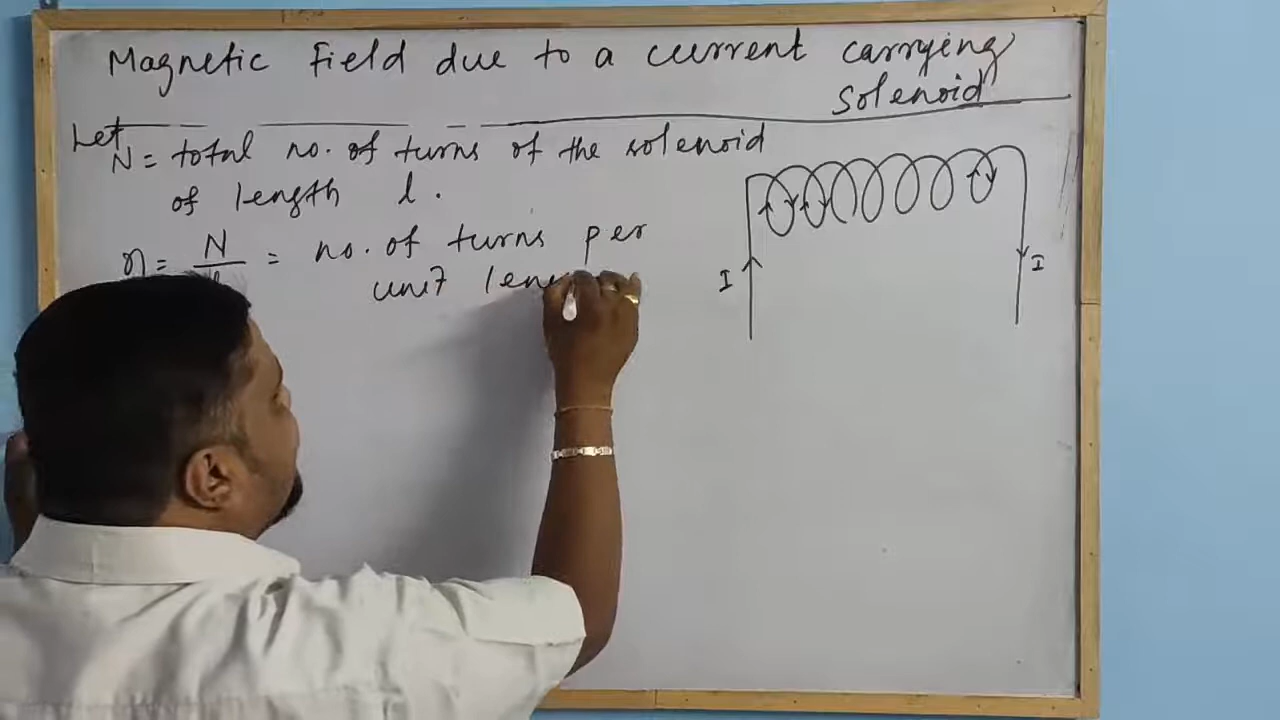 Magnetic Field due to a current carrying
solenoid
Let
N = total no. of turns of the solenoid
of length l.
n = N = no. of turns per
unit
I
I